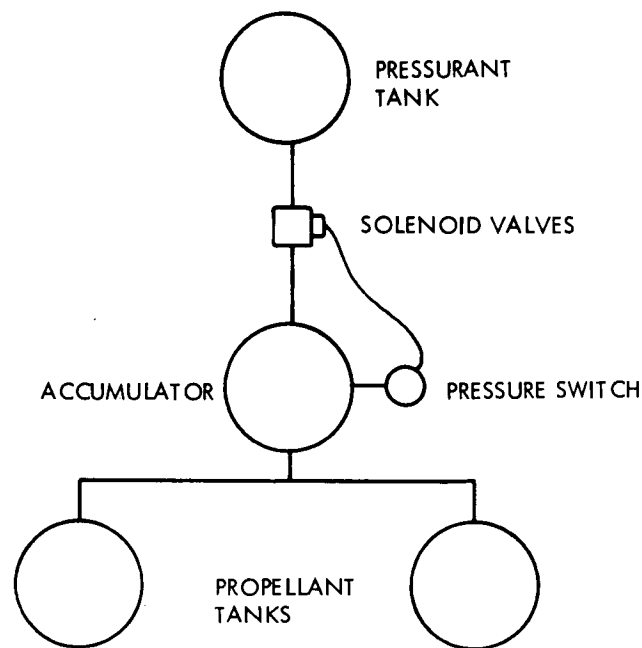 PRESSURANT
TANK
SOLENOID VALVES
ACCUMULATOR
PRESSURE SWITCH
PROPELLANT
TANKS